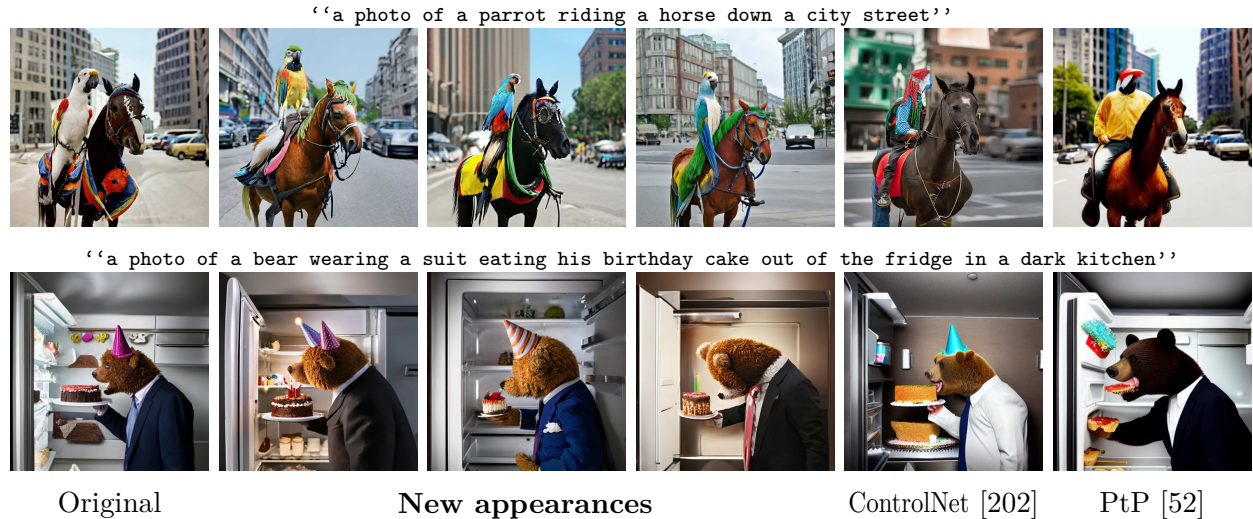 ‘‘a photo of a parrot riding a horse down a city street’’
‘‘a photo of a bear wearing a suit eating his birthday cake out of the fridge in a dark kitchen’’
Original New appearances ControlNet [202] PtP [52]